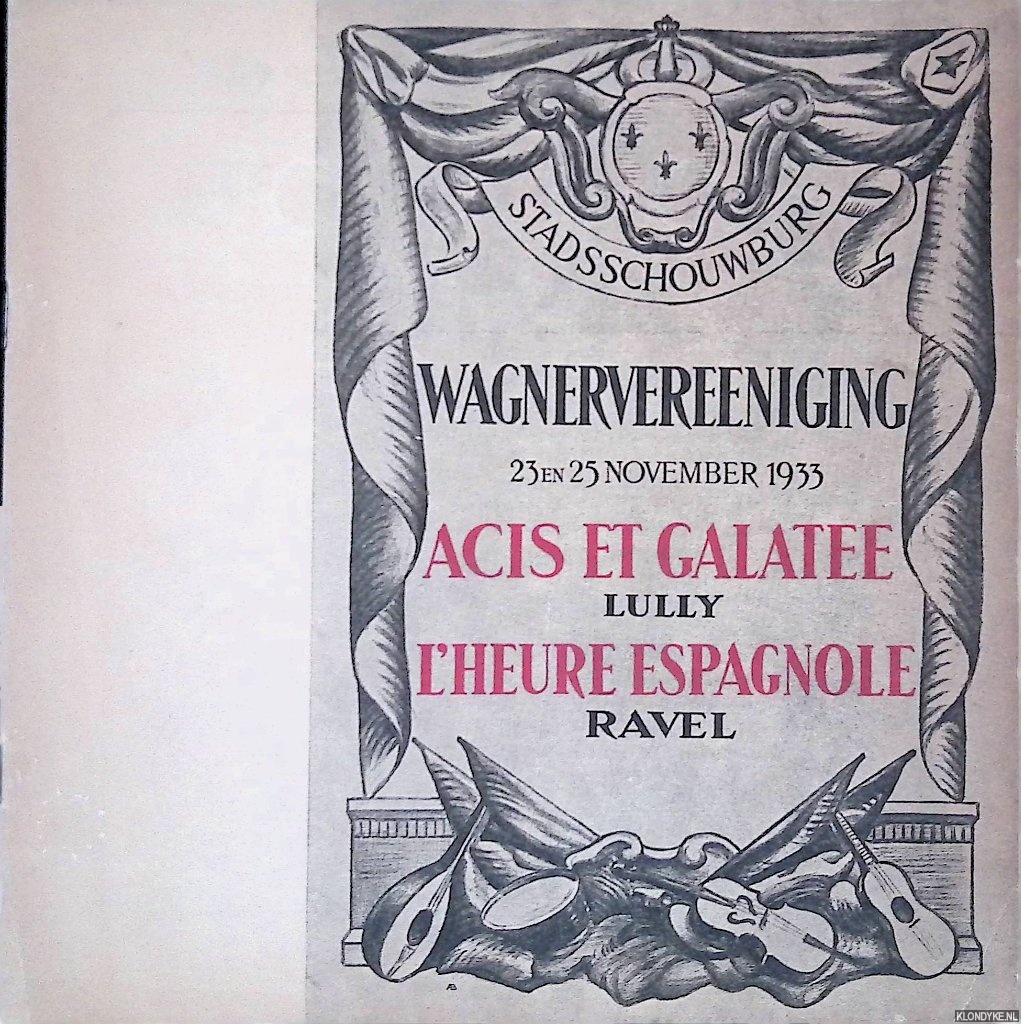 STADSSCHOUWBURG
WAGNERVEREENIGING
23 EN 25 NOVEMBER 1933
ACIS ET GALATEE
LULLY
L'HEURE ESPAGNOLE
RAVEL
KLONDYKE.NL